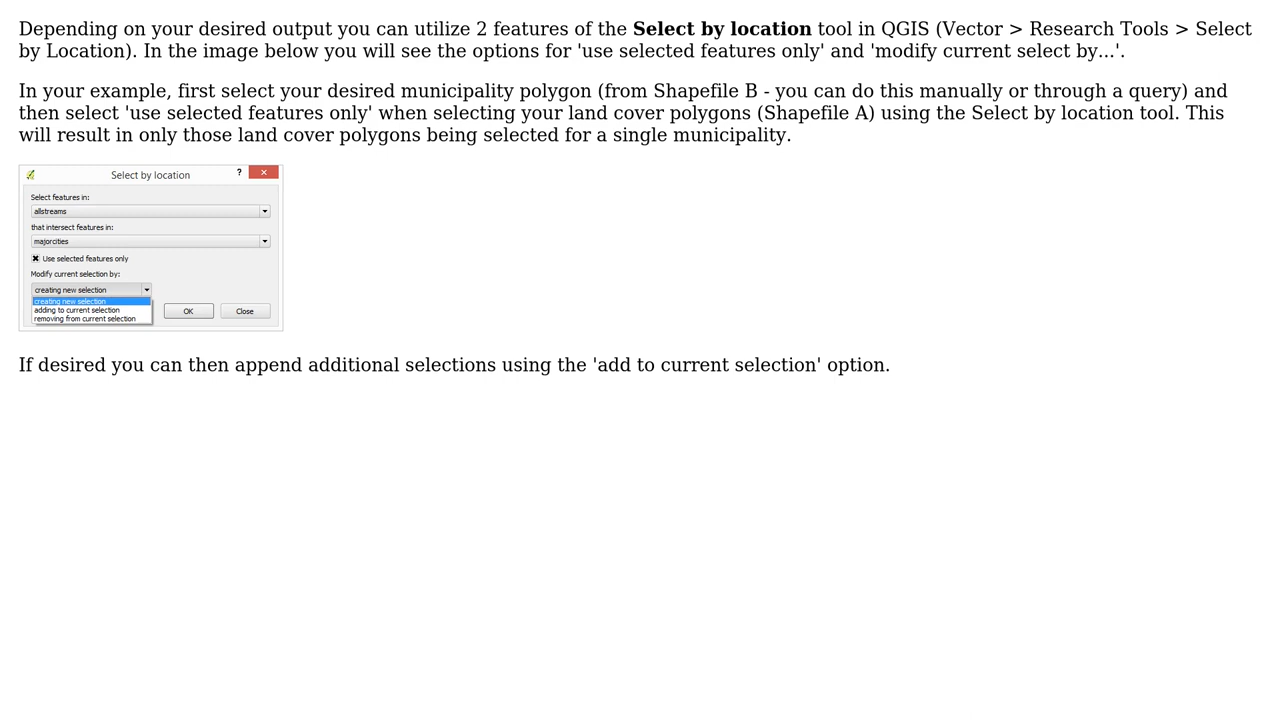 Depending on your desired output you can utilize 2 features of the Select by location tool in QGIS (Vector > Research Tools > Select
by Location). In the image below you will see the options for 'use selected features only' and 'modify current select by...'.
In your example, first select your desired municipality polygon (from Shapefile B - you can do this manually or through a query) and
then select 'use selected features only' when selecting your land cover polygons (Shapefile A) using the Select by location tool. This
will result in only those land cover polygons being selected for a single municipality.
Select by location ? ×
Select features in:
allstreams
that intersect features in:
majorcities
Use selected features only
Modify current selection by:
creating new selection
creating new selection
adding to current selection
removing from current selection
OK Close
If desired you can then append additional selections using the 'add to current selection' option.